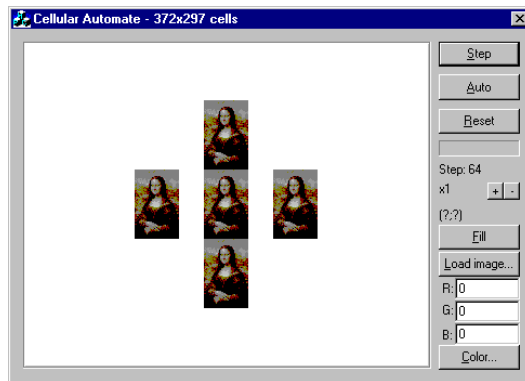 Cellular Automate - 372x297 cells
Step
Auto
Reset
Step: 64
x1 + -
(?;?)
Fill
Load image...
R: 0
G: 0
B: 0
Color...